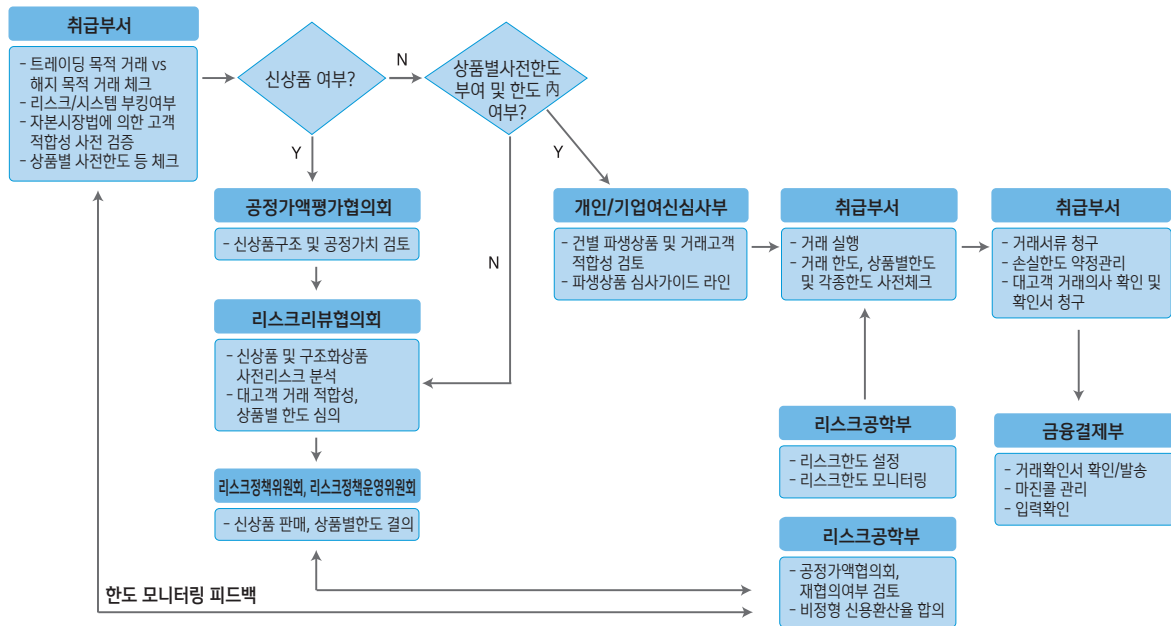 취급부서
– 트레이딩 목적 거래 vs
해지 목적 거래 체크
– 리스크/시스템 부킹여부
– 자본시장법에 의한 고객
적합성 사전 검증
– 상품별 사전한도 등 체크
신상품 여부?
N
상품별사전한도
부여 및 한도 內
여부?
Y
Y
N
공정가액평가협의회
– 신상품구조 및 공정가치 검토
개인/기업여신심사부
– 건별 파생상품 및 거래고객
적합성 검토
– 파생상품 심사가이드 라인
취급부서
– 거래 실행
– 거래 한도, 상품별한도
및 각종한도 사전체크
취급부서
– 거래서류 청구
– 손실한도 약정관리
– 대고객 거래의사 확인 및
확인서 청구
리스크리뷰협의회
– 신상품 및 구조화상품
사전리스크 분석
– 대고객 거래 적합성,
상품별 한도 심의
리스크공학부
– 리스크한도 설정
– 리스크한도 모니터링
금융결제부
– 거래확인서 확인/발송
– 마진콜 관리
– 입력확인
리스크정책위원회, 리스크정책운영위원회
– 신상품 판매, 상품별한도 결의
리스크공학부
– 공정가액협의회,
재협의여부 검토
– 비정형 신용환산율 합의
한도 모니터링 피드백